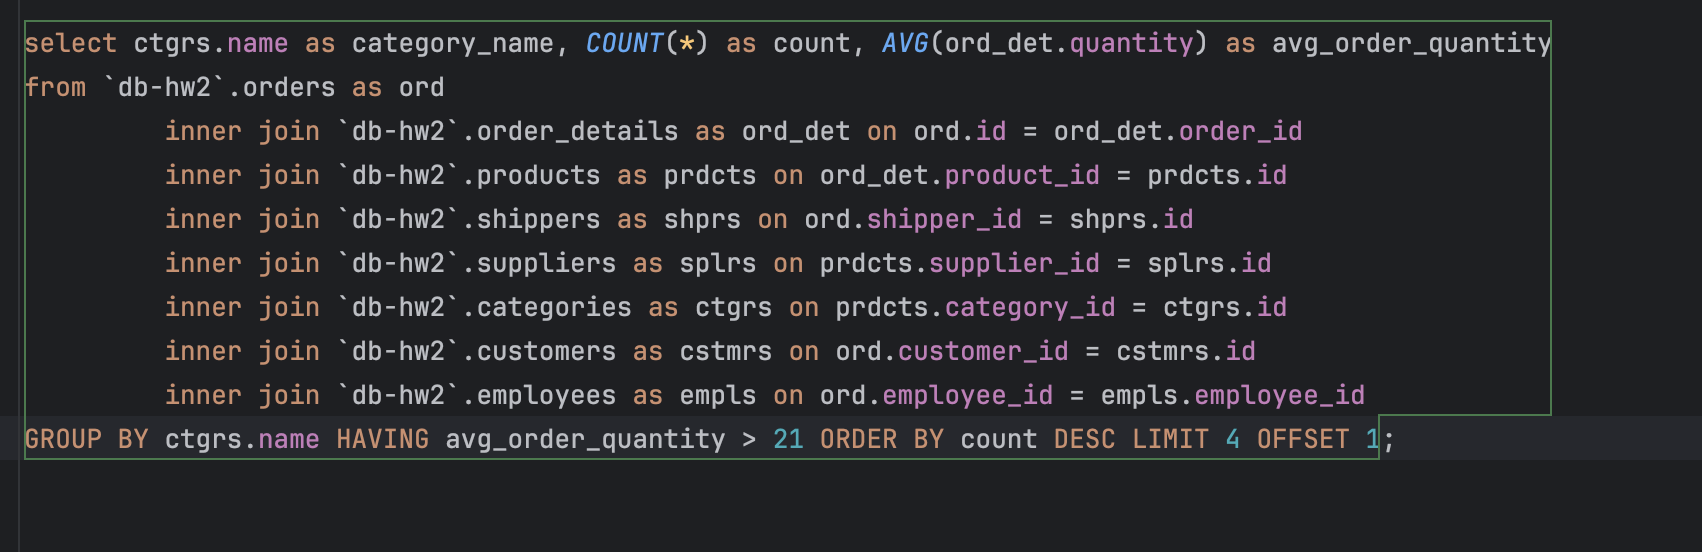 select ctgrs.name as category_name, COUNT(*) as count, AVG(ord_det.quantity) as avg_order_quantity
from `db-hw2`.orders as ord
inner join `db-hw2`.order_details as ord_det on ord.id = ord_det.order_id
inner join `db-hw2`.products as prdcts on ord_det.product_id = prdcts.id
inner join `db-hw2`.shippers as shprs on ord.shipper_id = shprs.id
inner join `db-hw2`.suppliers as splrs on prdcts.supplier_id = splrs.id
inner join `db-hw2`.categories as ctgrs on prdcts.category_id = ctgrs.id
inner join `db-hw2`.customers as cstmrs on ord.customer_id = cstmrs.id
inner join `db-hw2`.employees as empls on ord.employee_id = empls.employee_id
GROUP BY ctgrs.name HAVING avg_order_quantity > 21 ORDER BY count DESC LIMIT 4 OFFSET 1;